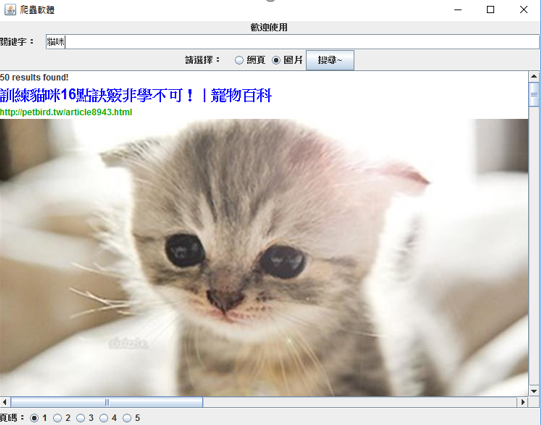 爬蟲軟體
歡迎使用
關鍵字： 貓咪
請選擇： 網頁 圖片 搜尋~
50 results found!
訓練貓咪16點訣竅非學不可！ | 寵物百科
http://petbird.tw/article8943.html
頁碼： 1 2 3 4 5